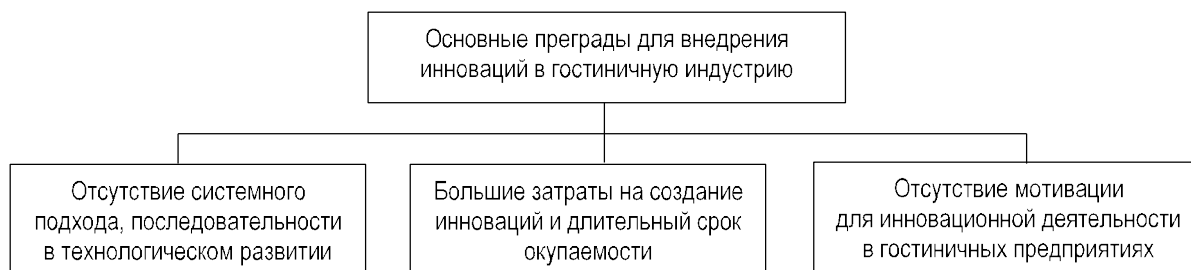 Основные преграды для внедрения
инноваций в гостиничную индустрию
Отсутствие системного
подхода, последовательности
в технологическом развитии
Большие затраты на создание
инноваций и длительный срок
окупаемости
Отсутствие мотивации
для инновационной деятельности
в гостиничных предприятиях